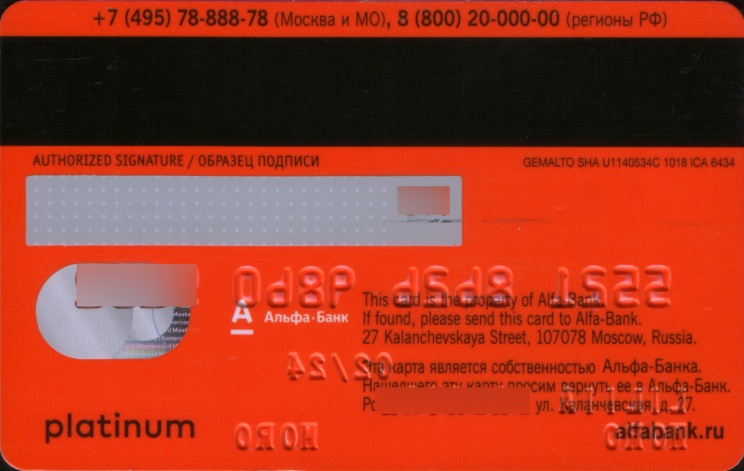 +7 (495) 78-888-78 (Москва и МО), 8 (800) 20-000-00 (регионы РФ)
AUTHORIZED SIGNATURE / ОБРАЗЕЦ ПОДПИСИ
GEMALTO SHA U1140534C 1018 ICA 6434
Альфа·Банк
This card is the property of Alfa-Bank.
If found, please send this card to Alfa-Bank.
27 Kalanchevskaya Street, 107078 Moscow, Russia.
02/24
Эта карта является собственностью Альфа-Банка.
Нашедшего эту карту просим вернуть ее в Альфа-Банк.
ул. Каланчевская д. 27.
platinum
alfabank.ru
MOMO